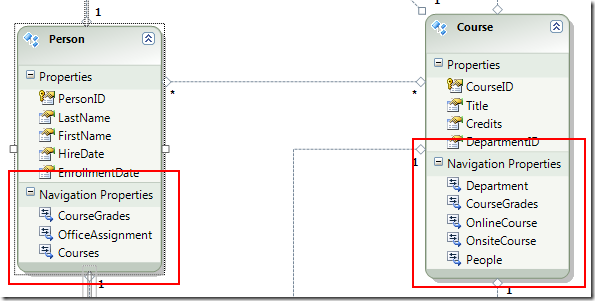 1
Person
Properties
PersonID
LastName
FirstName
HireDate
EnrollmentDate
Navigation Properties
CourseGrades
OfficeAssignment
Courses
1
*
*
1
Course
Properties
CourseID
Title
Credits
DepartmentID
1
Navigation Properties
Department
CourseGrades
OnlineCourse
OnsiteCourse
People
1